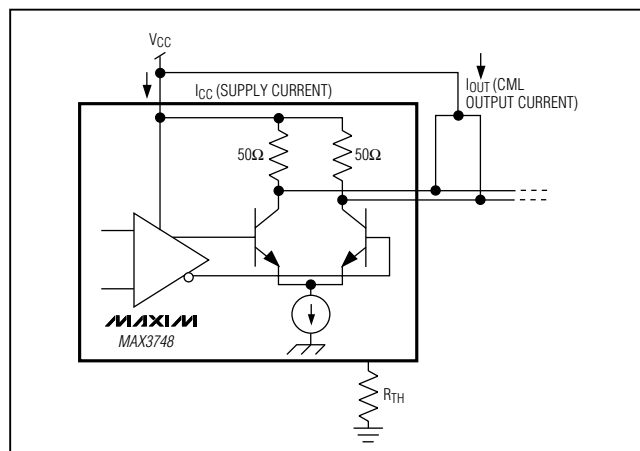 VCC
ICC (SUPPLY CURRENT)
IOUT (CML
OUTPUT CURRENT)
50Ω
50Ω
MAXIM
MAX3748
RTH